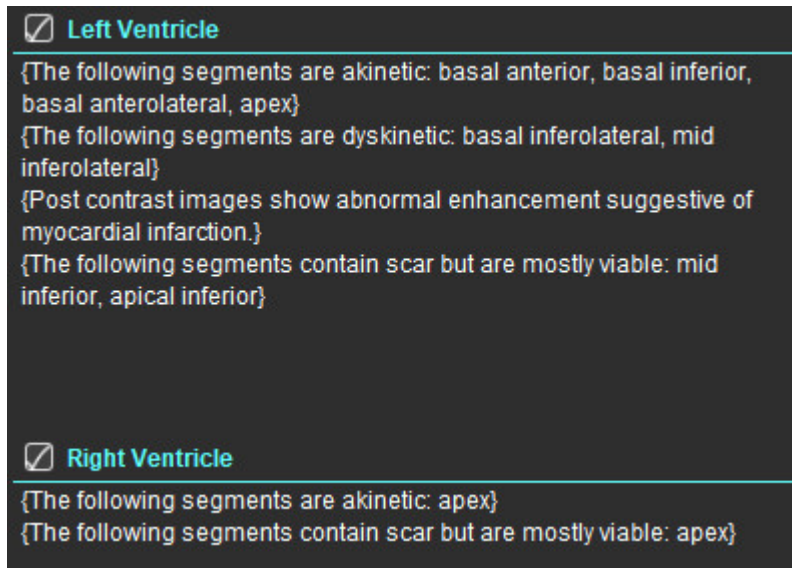 Left Ventricle
{The following segments are akinetic: basal anterior, basal inferior,
basal anterolateral, apex}
{The following segments are dyskinetic: basal inferolateral, mid
inferolateral}
{Post contrast images show abnormal enhancement suggestive of
myocardial infarction.}
{The following segments contain scar but are mostly viable: mid
inferior, apical inferior}
Right Ventricle
{The following segments are akinetic: apex}
{The following segments contain scar but are mostly viable: apex}